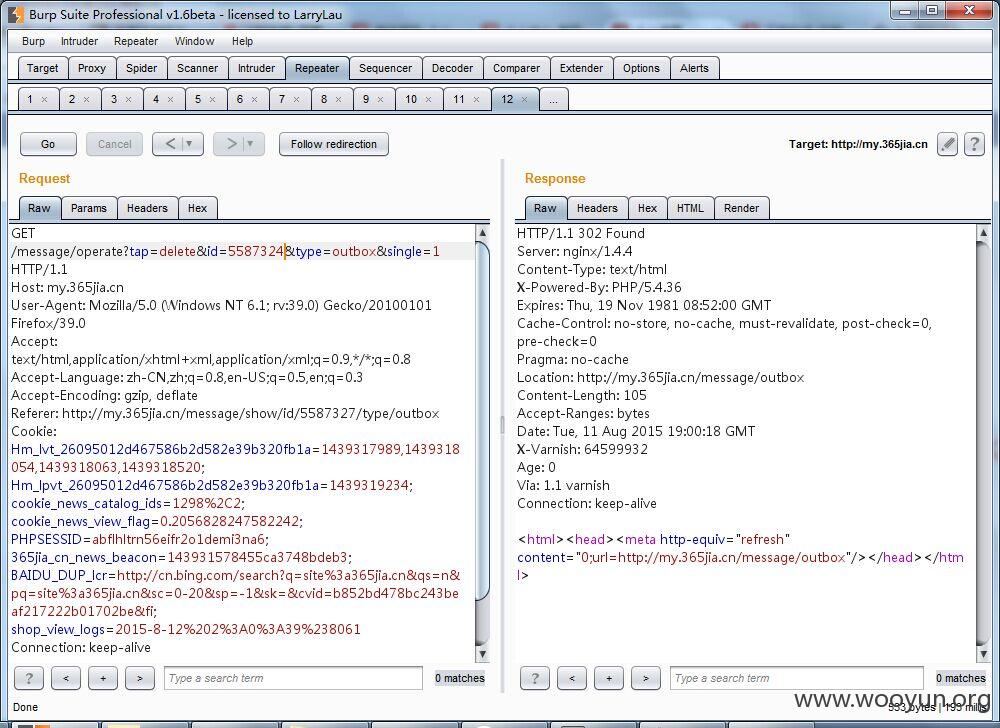 Burp Suite Professional v1.6beta - licensed to LarryLau
Burp Intruder Repeater Window Help
Target Proxy Spider Scanner Intruder Repeater Sequencer Decoder Comparer Extender Options Alerts
1 × 2 × 3 × 4 × 5 × 6 × 7 × 8 × 9 × 10 × 11 × 12 × ...
Go Cancel < | ▼ > | ▼ Follow redirection Target: http://my.365jia.cn ?
Request
Raw Params Headers Hex
GET
/message/operate?tap=delete&id=5587324&type=outbox&single=1
HTTP/1.1
Host: my.365jia.cn
User-Agent: Mozilla/5.0 (Windows NT 6.1; rv:39.0) Gecko/20100101
Firefox/39.0
Accept:
text/html,application/xhtml+xml,application/xml;q=0.9,*/*;q=0.8
Accept-Language: zh-CN,zh;q=0.8,en-US;q=0.5,en;q=0.3
Accept-Encoding: gzip, deflate
Referer: http://my.365jia.cn/message/show/id/5587327/type/outbox
Cookie:
Hm_lvt_26095012d467586b2d582e39b320fb1a=1439317989,1439318
054,1439318063,1439318520;
Hm_lpvt_26095012d467586b2d582e39b320fb1a=1439319234;
cookie_news_catalog_ids=1298%2C2;
cookie_news_view_flag=0.2056828247582242;
PHPSESSID=abflhltrn56eifr2o1demi3na6;
365jia_cn_news_beacon=143931578455ca3748bdeb3;
BAIDU_DUP_lcr=http://cn.bing.com/search?q=site%3a365jia.cn&qs=n&
pq=site%3a365jia.cn&sc=0-20&sp=-1&sk=&cvid=b852bd478bc243be
af217222b01702be&fi;
shop_view_logs=2015-8-12%202%3A0%3A39%238061
Connection: keep-alive
? < + > Type a search term 0 matches
Response
Raw Headers Hex HTML Render
HTTP/1.1 302 Found
Server: nginx/1.4.4
Content-Type: text/html
X-Powered-By: PHP/5.4.36
Expires: Thu, 19 Nov 1981 08:52:00 GMT
Cache-Control: no-store, no-cache, must-revalidate, post-check=0,
pre-check=0
Pragma: no-cache
Location: http://my.365jia.cn/message/outbox
Content-Length: 105
Accept-Ranges: bytes
Date: Tue, 11 Aug 2015 19:00:18 GMT
X-Varnish: 64599932
Age: 0
Via: 1.1 varnish
Connection: keep-alive
<html><head><meta http-equiv="refresh"
content="0;url=http://my.365jia.cn/message/outbox"/></head></htm
l>
? < + > Type a search term 0 matches
Done
533 bytes | 193 millis
www.wooyun.org